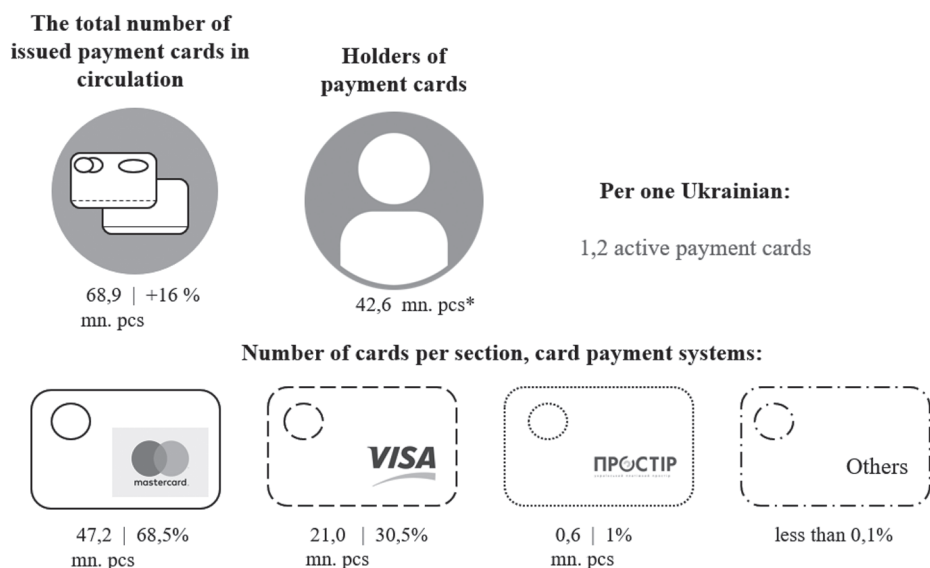 The total number of
issued payment cards in
circulation
Holders of
payment cards
68,9 | +16 %
mn. pcs
42,6 mn. pcs*
Per one Ukrainian:
1,2 active payment cards
Number of cards per section, card payment systems:
mastercard.
VISA
ПРОСТІР
Others
47,2 | 68,5%
mn. pcs
21,0 | 30,5%
mn. pcs
0,6 | 1%
mn. pcs
less than 0,1%